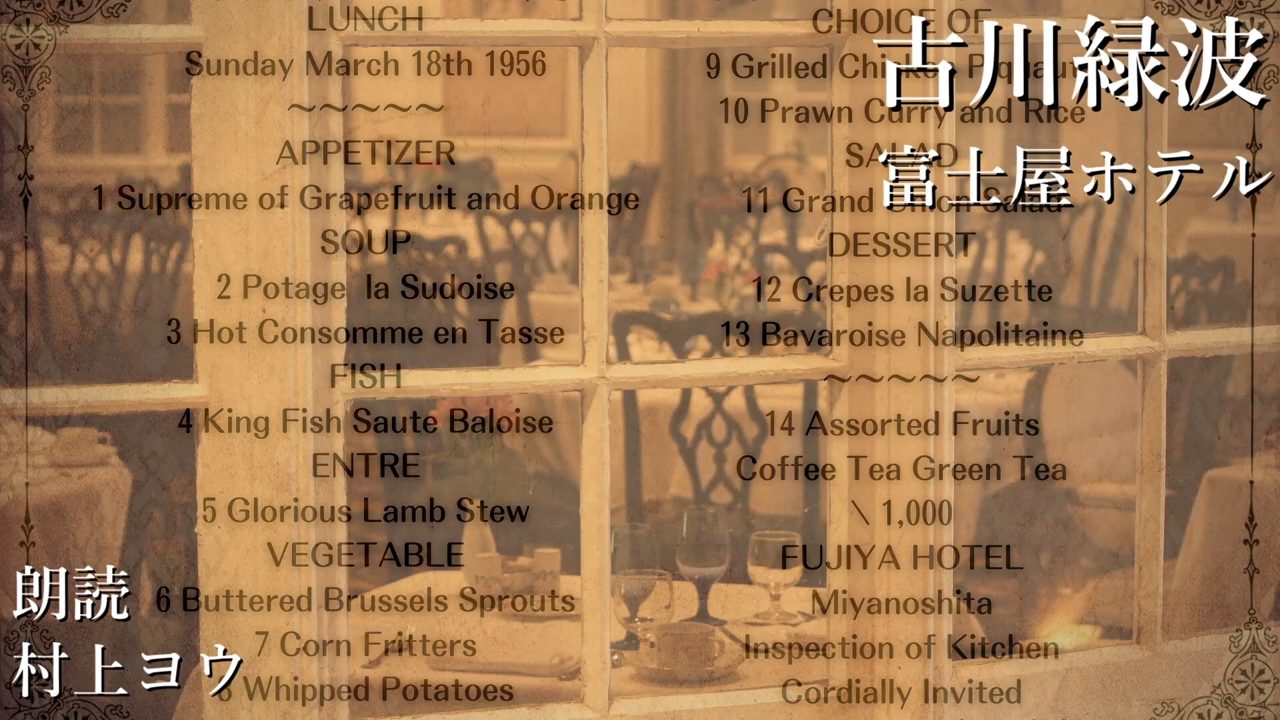 LUNCH
Sunday March 18th 1956
~~~~~
APPETIZER
1 Supreme of Grapefruit and Orange
SOUP
2 Potage la Sudoise
3 Hot Consomme en Tasse
FISH
4 King Fish Saute Baloise
ENTRE
5 Glorious Lamb Stew
VEGETABLE
6 Buttered Brussels Sprouts
7 Corn Fritters
8 Whipped Potatoes
CHOICE OF
9 Grilled
10 Prawn Curry and Rice
SALAD
11 Grand Union Salad
DESSERT
12 Crepes la Suzette
13 Bavaroise Napolitaine
~~~~~
14 Assorted Fruits
Coffee Tea Green Tea
\ 1,000
FUJIYA HOTEL
Miyanoshita
Inspection of Kitchen
Cordially Invited
古川緑波
富士屋ホテル
朗読
村上ヨウ